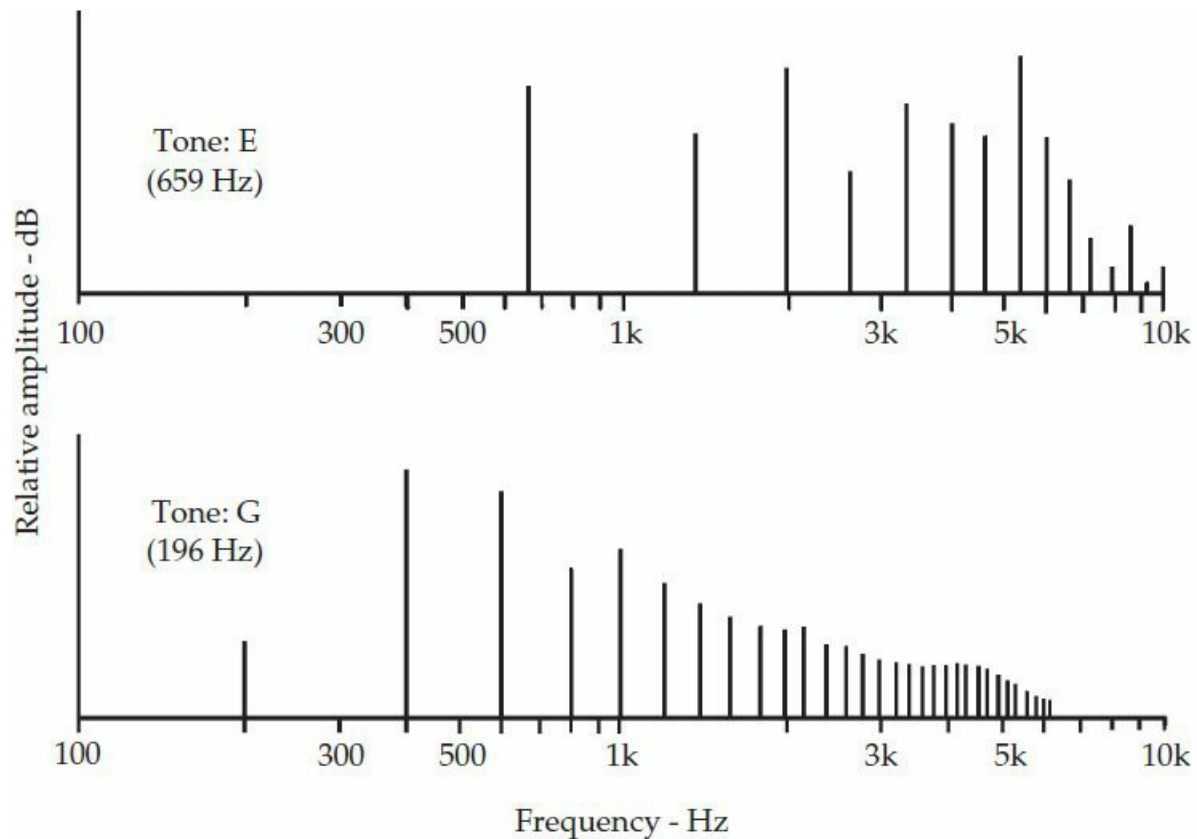 Relative amplitude - dB
Tone: E
(659 Hz)
100 300 500 1k 3k 5k 10k
Tone: G
(196 Hz)
100 300 500 1k 3k 5k 10k
Frequency - Hz